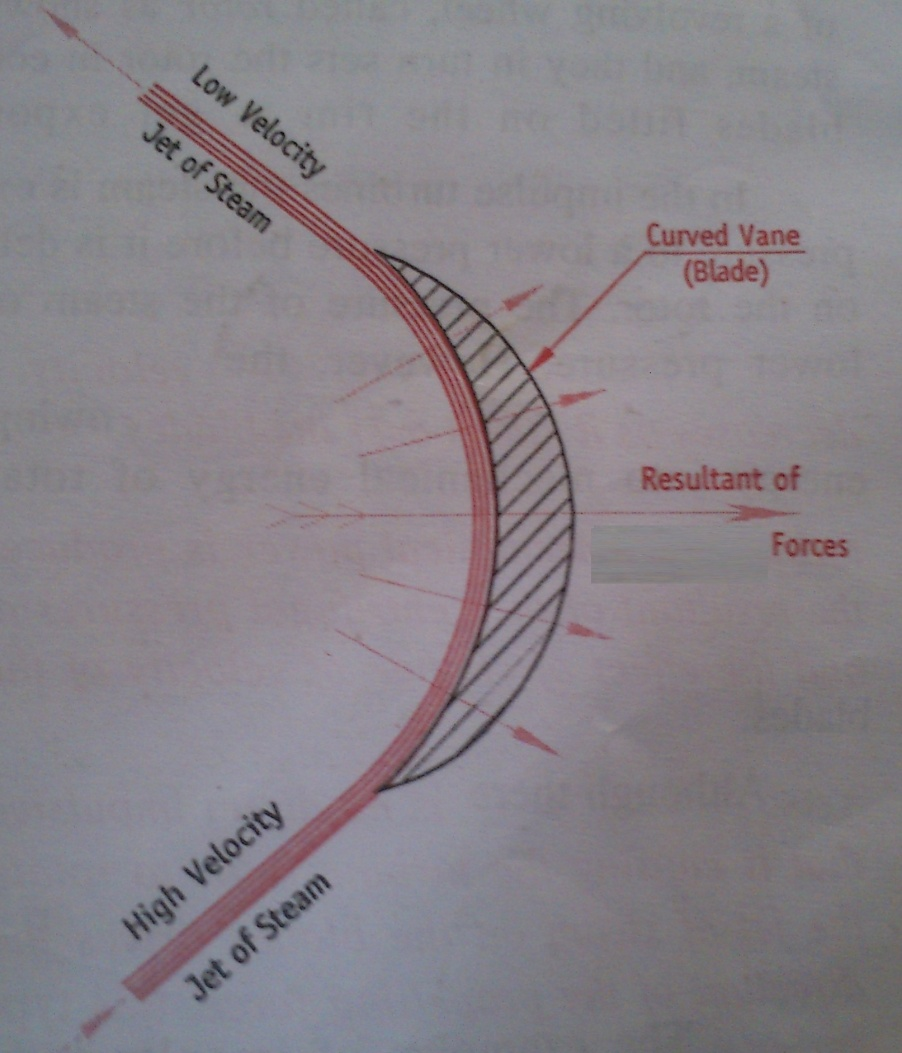 Low Velocity
Jet of Steam
Curved Vane
(Blade)
Resultant of
Forces
High Velocity
Jet of Steam